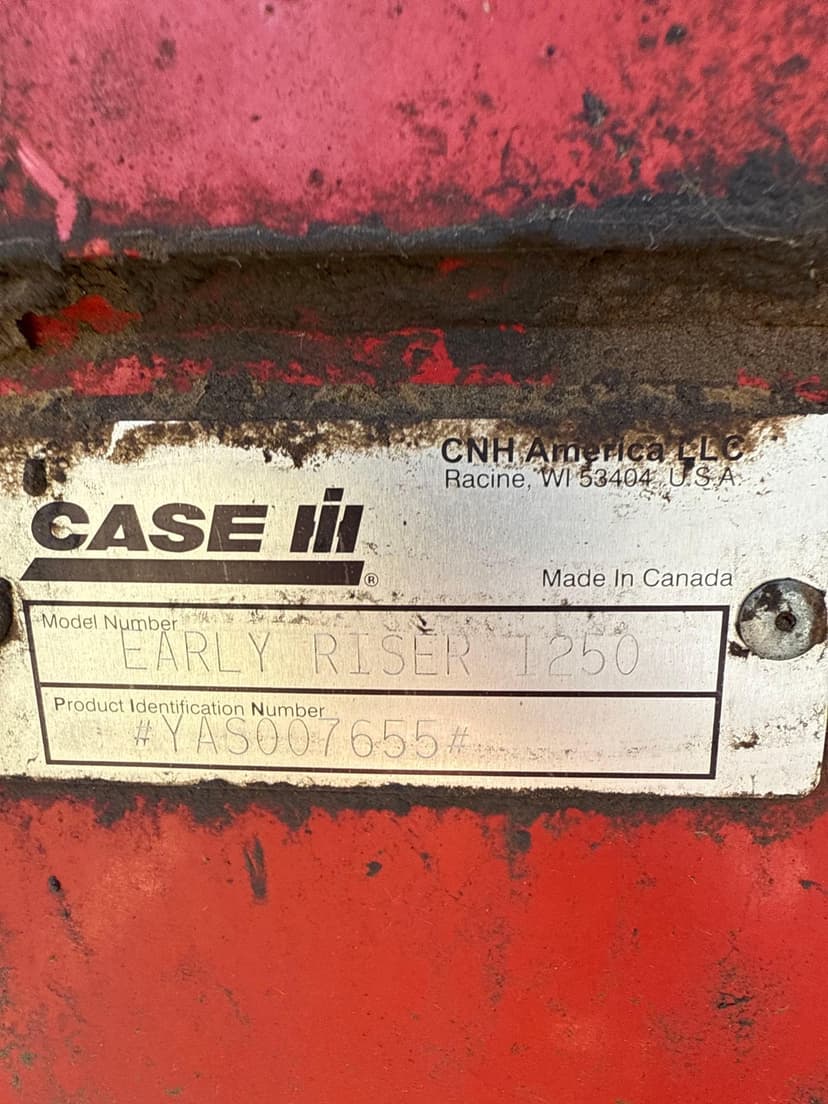 CNH America LLC
Racine, WI 53404 U.S.A.
CASE IH
®
Made In Canada
Model Number
EARLY RISER 1250
Product Identification Number
#YAS007655#